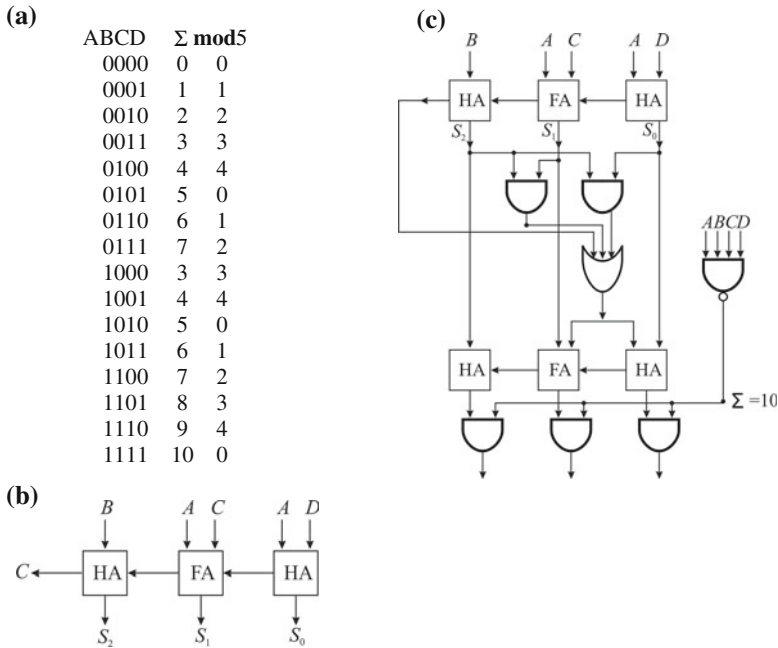 (a)
ABCD Σ mod5
0000 0 0
0001 1 1
0010 2 2
0011 3 3
0100 4 4
0101 5 0
0110 6 1
0111 7 2
1000 3 3
1001 4 4
1010 5 0
1011 6 1
1100 7 2
1101 8 3
1110 9 4
1111 10 0
(b)
B A C A D
C HA FA HA
S2 S1 S0
(c)
B A C A D
HA FA HA
S2 S1 S0
ABCD
HA FA HA
Σ =10